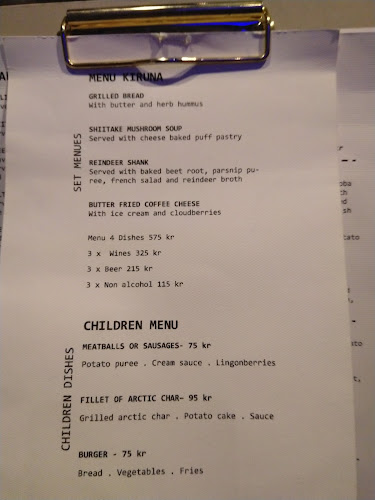 MENU KIRUNA
GRILLED BREAD
With butter and herb hummus
SET MENUES
SHIITAKE MUSHROOM SOUP
Served with cheese baked puff pastry
REINDEER SHANK
Served with baked beet root, parsnip pu-
ree, french salad and reindeer broth
BUTTER FRIED COFFEE CHEESE
With ice cream and cloudberries
Menu 4 Dishes 575 kr
3 x  Wines 325 kr
3 x Beer 215 kr
3 x Non alcohol 115 kr
CHILDREN MENU
CHILDREN DISHES
MEATBALLS OR SAUSAGES- 75 kr
Potato puree . Cream sauce . Lingonberries
FILLET OF ARCTIC CHAR- 95 kr
Grilled arctic char . Potato cake . Sauce
BURGER - 75 kr
Bread . Vegetables . Fries